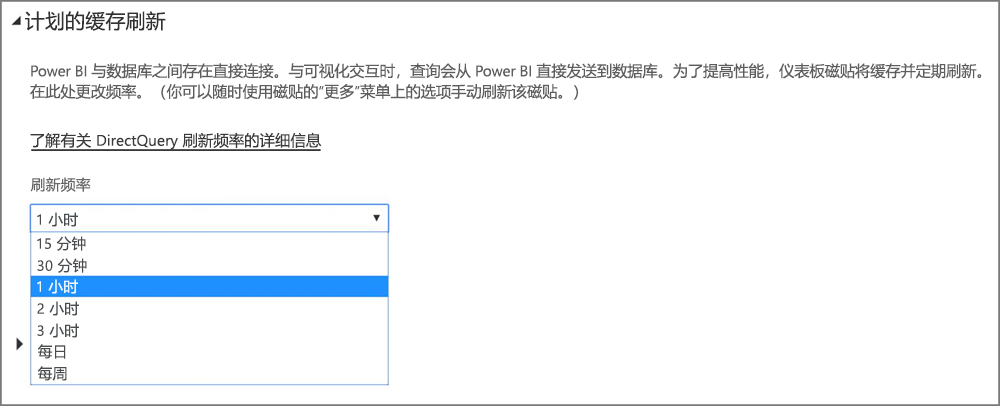 计划的缓存刷新
Power BI 与数据库之间存在直接连接。与可视化交互时，查询会从 Power BI 直接发送到数据库。为了提高性能，仪表板磁贴将缓存并定期刷新。
在此处更改频率。（你可以随时使用磁贴的“更多”菜单上的选项手动刷新该磁贴。）
了解有关 DirectQuery 刷新频率的详细信息
刷新频率
1 小时
15 分钟
30 分钟
1 小时
2 小时
3 小时
每日
每周